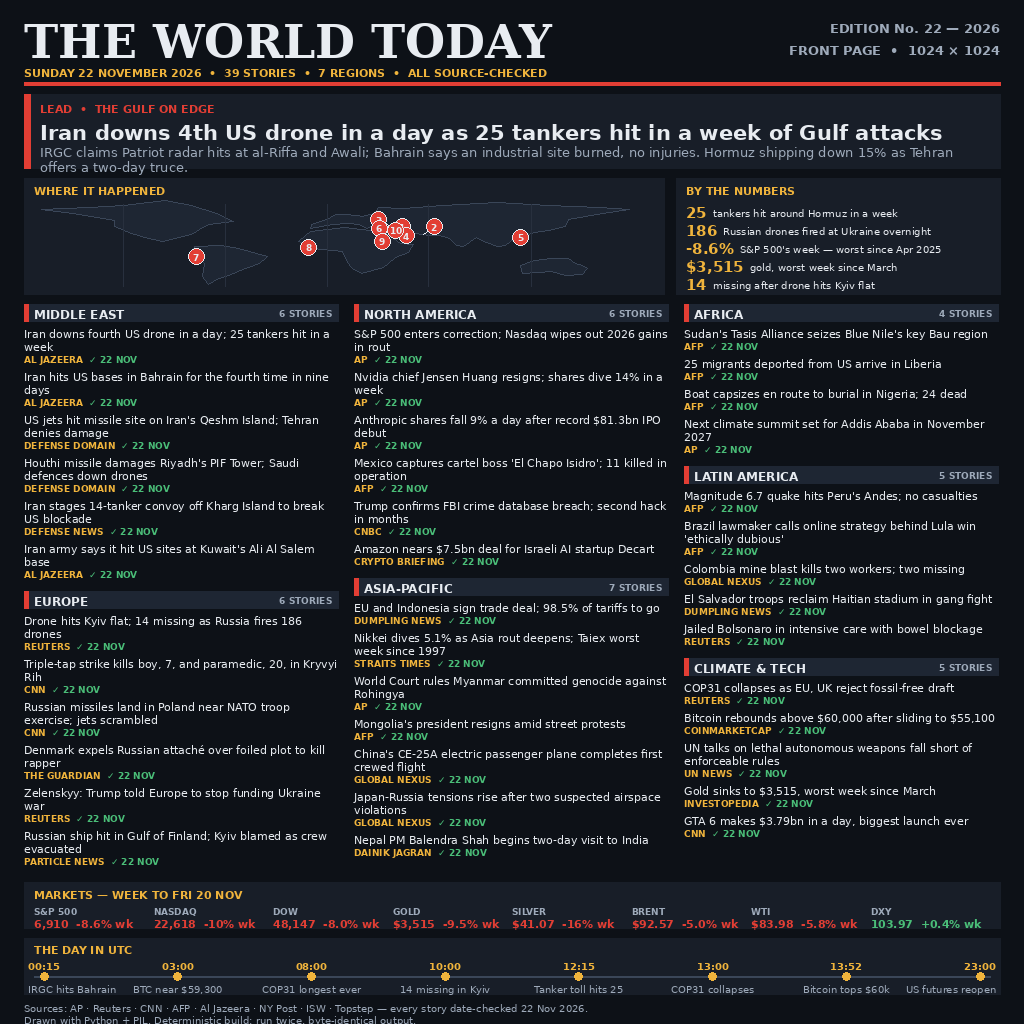 THE WORLD TODAY
EDITION No. 22 — 2026
FRONT PAGE • 1024 × 1024
SUNDAY 22 NOVEMBER 2026 • 39 STORIES • 7 REGIONS • ALL SOURCE-CHECKED
LEAD • THE GULF ON EDGE
Iran downs 4th US drone in a day as 25 tankers hit in a week of Gulf attacks
IRGC claims Patriot radar hits at al-Riffa and Awali; Bahrain says an industrial site burned, no injuries. Hormuz shipping down 15% as Tehran
offers a two-day truce.
WHERE IT HAPPENED
2
6
10
4
9
5
8
7
BY THE NUMBERS
25 tankers hit around Hormuz in a week
186 Russian drones fired at Ukraine overnight
-8.6% S&P 500's week — worst since Apr 2025
$3,515 gold, worst week since March
14 missing after drone hits Kyiv flat
MIDDLE EAST 6 STORIES
Iran downs fourth US drone in a day; 25 tankers hit in a
week
AL JAZEERA ✓ 22 NOV
Iran hits US bases in Bahrain for the fourth time in nine
days
AL JAZEERA ✓ 22 NOV
US jets hit missile site on Iran's Qeshm Island; Tehran
denies damage
DEFENSE DOMAIN ✓ 22 NOV
Houthi missile damages Riyadh's PIF Tower; Saudi
defences down drones
DEFENSE DOMAIN ✓ 22 NOV
Iran stages 14-tanker convoy off Kharg Island to break
US blockade
DEFENSE NEWS ✓ 22 NOV
Iran army says it hit US sites at Kuwait's Ali Al Salem
base
AL JAZEERA ✓ 22 NOV
EUROPE 6 STORIES
Drone hits Kyiv flat; 14 missing as Russia fires 186
drones
REUTERS ✓ 22 NOV
Triple-tap strike kills boy, 7, and paramedic, 20, in Kryvyi
Rih
CNN ✓ 22 NOV
Russian missiles land in Poland near NATO troop
exercise; jets scrambled
CNN ✓ 22 NOV
Denmark expels Russian attaché over foiled plot to kill
rapper
THE GUARDIAN ✓ 22 NOV
Zelenskyy: Trump told Europe to stop funding Ukraine
war
REUTERS ✓ 22 NOV
Russian ship hit in Gulf of Finland; Kyiv blamed as crew
evacuated
PARTICLE NEWS ✓ 22 NOV
NORTH AMERICA 6 STORIES
S&P 500 enters correction; Nasdaq wipes out 2026 gains
in rout
AP ✓ 22 NOV
Nvidia chief Jensen Huang resigns; shares dive 14% in a
week
AP ✓ 22 NOV
Anthropic shares fall 9% a day after record $81.3bn IPO
debut
AP ✓ 22 NOV
Mexico captures cartel boss 'El Chapo Isidro'; 11 killed in
operation
AFP ✓ 22 NOV
Trump confirms FBI crime database breach; second hack
in months
CNBC ✓ 22 NOV
Amazon nears $7.5bn deal for Israeli AI startup Decart
CRYPTO BRIEFING ✓ 22 NOV
ASIA-PACIFIC 7 STORIES
EU and Indonesia sign trade deal; 98.5% of tariffs to go
DUMPLING NEWS ✓ 22 NOV
Nikkei dives 5.1% as Asia rout deepens; Taiex worst
week since 1997
STRAITS TIMES ✓ 22 NOV
World Court rules Myanmar committed genocide against
Rohingya
AP ✓ 22 NOV
Mongolia's president resigns amid street protests
AFP ✓ 22 NOV
China's CE-25A electric passenger plane completes first
crewed flight
GLOBAL NEXUS ✓ 22 NOV
Japan-Russia tensions rise after two suspected airspace
violations
GLOBAL NEXUS ✓ 22 NOV
Nepal PM Balendra Shah begins two-day visit to India
DAINIK JAGRAN ✓ 22 NOV
AFRICA 4 STORIES
Sudan's Tasis Alliance seizes Blue Nile's key Bau region
AFP ✓ 22 NOV
25 migrants deported from US arrive in Liberia
AFP ✓ 22 NOV
Boat capsizes en route to burial in Nigeria; 24 dead
AFP ✓ 22 NOV
Next climate summit set for Addis Ababa in November
2027
AP ✓ 22 NOV
LATIN AMERICA 5 STORIES
Magnitude 6.7 quake hits Peru's Andes; no casualties
AFP ✓ 22 NOV
Brazil lawmaker calls online strategy behind Lula win
'ethically dubious'
AFP ✓ 22 NOV
Colombia mine blast kills two workers; two missing
GLOBAL NEXUS ✓ 22 NOV
El Salvador troops reclaim Haitian stadium in gang fight
DUMPLING NEWS ✓ 22 NOV
Jailed Bolsonaro in intensive care with bowel blockage
REUTERS ✓ 22 NOV
CLIMATE & TECH 5 STORIES
COP31 collapses as EU, UK reject fossil-free draft
REUTERS ✓ 22 NOV
Bitcoin rebounds above $60,000 after sliding to $55,100
COINMARKETCAP ✓ 22 NOV
UN talks on lethal autonomous weapons fall short of
enforceable rules
UN NEWS ✓ 22 NOV
Gold sinks to $3,515, worst week since March
INVESTOPEDIA ✓ 22 NOV
GTA 6 makes $3.79bn in a day, biggest launch ever
CNN ✓ 22 NOV
MARKETS — WEEK TO FRI 20 NOV
S&P 500 NASDAQ DOW GOLD SILVER BRENT WTI DXY
6,910 -8.6% wk 22,618 -10% wk 48,147 -8.0% wk $3,515 -9.5% wk $41.07 -16% wk $92.57 -5.0% wk $83.98 -5.8% wk 103.97 +0.4% wk
THE DAY IN UTC
00:15 03:00 08:00 10:00 12:15 13:00 13:52 23:00
IRGC hits Bahrain BTC near $59,300 COP31 longest ever 14 missing in Kyiv Tanker toll hits 25 COP31 collapses Bitcoin tops $60k US futures reopen
Sources: AP · Reuters · CNN · AFP · Al Jazeera · NY Post · ISW · Topstep — every story date-checked 22 Nov 2026.
Drawn with Python + PIL. Deterministic build: run twice, byte-identical output.